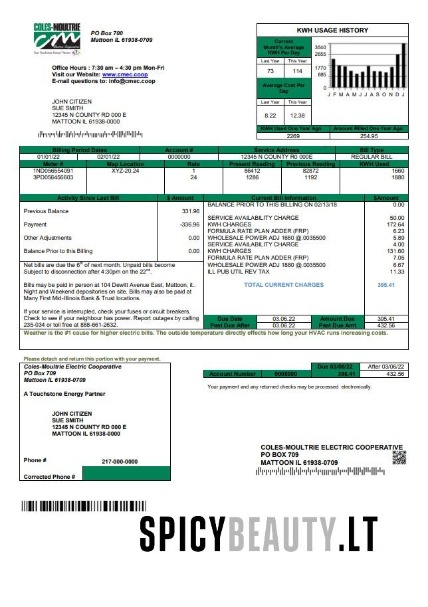 COLES-MOULTRIE
cm
PO Box 709
Mattoon IL 61938-0709
Office Hours : 7:30 am – 4:30 pm Mon-Fri
Visit our Website: www.cmec.coop
E-mail questions to: info@cmec.coop
JOHN CITIZEN
SUE SMITH
12345 N COUNTY RD 000 E
MATTOON IL 61938-0000
KWH USAGE HISTORY
Current Month's Average KWH Per Day
Last Year This Year
73 114
Average Cost Per Day
Last Year This Year
8.22 12.38
3540
2655
1770
885
0
J F M A M J J A S O N D J
KWH Used One Year Ago Amount Billed One Year Ago
2269 254.95
Billing Period Dates Account # Service Address Bill Type
01/01/22 02/01/22 0000000 12345 N COUNTY R0 000E REGULAR BILL
Meter # Map Location Rate Present Reading Previous Reading KWH Used
1ND056554091 XYZ-20.24 1 86412 82872 1660
3PD056456603 24 1286 1192 1880
Activity Since Last Bill $ Amount Current Bill Information $Amount
BALANCE PRIOR TO THIS BILLING ON 02/13/18 0.00
Previous Balance 331.96
SERVICE AVAILABILITY CHARGE 50.00
Payment -336.96
KWH CHARGES 172.64
FORMULA RATE PLAN ADDER (FRP) 6.23
Other Adjustments 0.00
WHOLESALE POWER ADJ 1660 @.0035500 5.89
SERVICE AVAILABILITY CHARGE 4.00
Balance Prior to this Billing 0.00
KWH CHARGES 131.60
FORMULA RATE PLAN ADDER (FRP) 7.05
Net bills are due the 6th of next month. Unpaid bills become
WHOLESALE POWER ADJ 1880 @.0035500 6.67
Subject to disconnection after 4:30pm on the 22nd.
ILL PUB UTIL REV TAX 11.33
Bills may be paid in person at 104 Dewitt Avenue East, Mattoon, IL.
TOTAL CURRENT CHARGES 395.41
Night and Weekend depositories on site. Bills may also be paid at
Many First Mid-Illinois Bank & Trust locations.
If your service is interrupted, check your fuses or circuit breakers.
Check to see if your neighbor has power. Report outages by calling
235-034 or toll free at 888-661-2632.
Due Date 03.06.22 Amount Due 395.41
Past Due After 03.06.22 Past Due Amt 432.56
Weather is the #1 cause for higher electric bills. The outside temperature directly effects how long your HVAC runs increasing costs.
Please detach and return this portion with your payment.
Coles-Moultrie Electric Cooperative
PO Box 709
Mattoon IL 61938-0709
A Touchstone Energy Partner
JOHN CITIZEN
SUE SMITH
12345 N COUNTY RD 000 E
MATTOON IL 61938-0000
Phone # 217-000-0000
Corrected Phone #
Due 03/06/22 After 03/06/22
Account Number 0000000 395.41 432.56
Your payment and any returned checks may be processed electronically.
COLES-MOULTRIE ELECTRIC COOPERATIVE
PO BOX 709
MATTOON IL 61938-0709
SPICYBEAUTY.LT